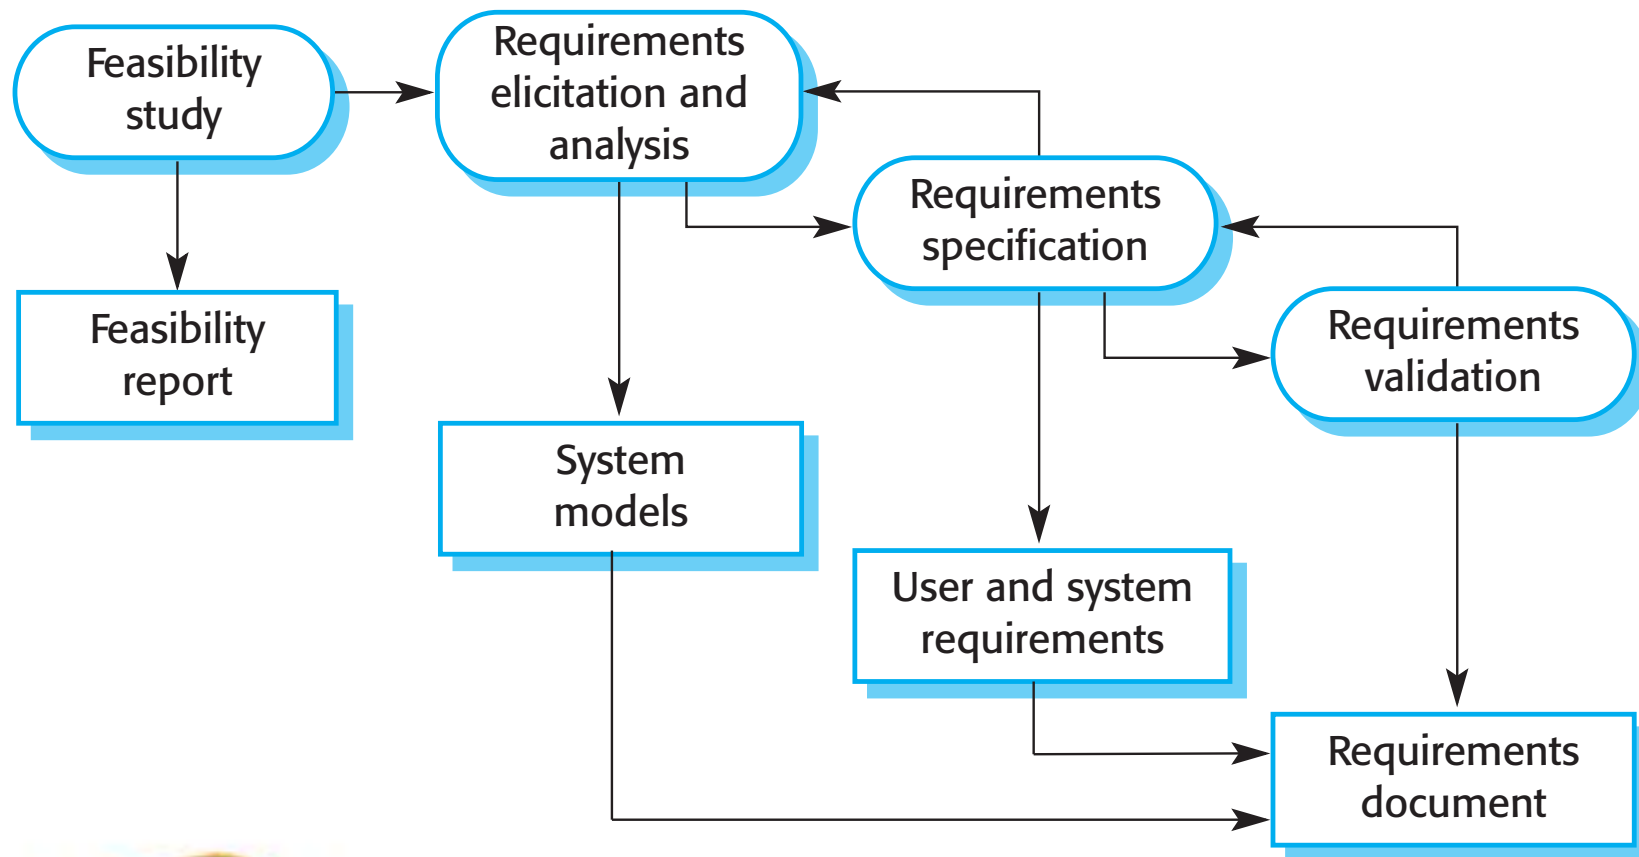 Feasibility
study
Requirements
elicitation and
analysis
Requirements
specification
Requirements
validation
Feasibility
report
System
models
User and system
requirements
Requirements
document